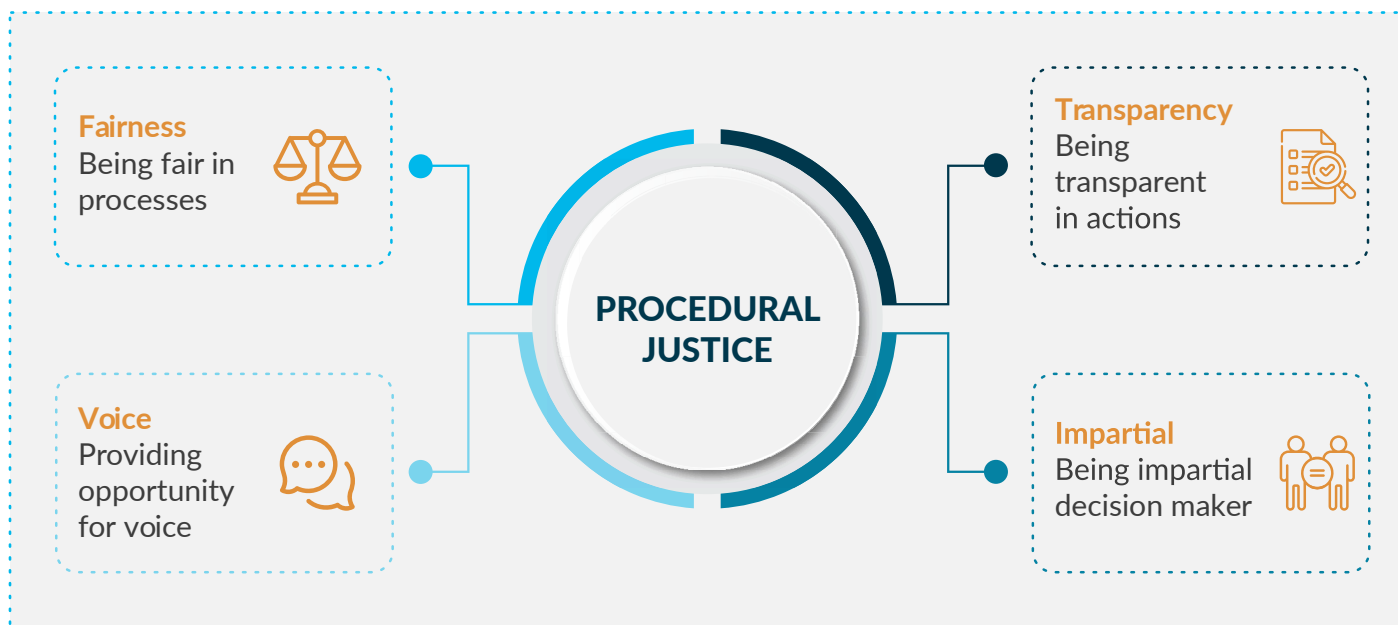 Fairness
Being fair in
processes
Voice
Providing
opportunity
for voice
PROCEDURAL
JUSTICE
Transparency
Being
transparent
in actions
Impartial
Being impartial
decision maker